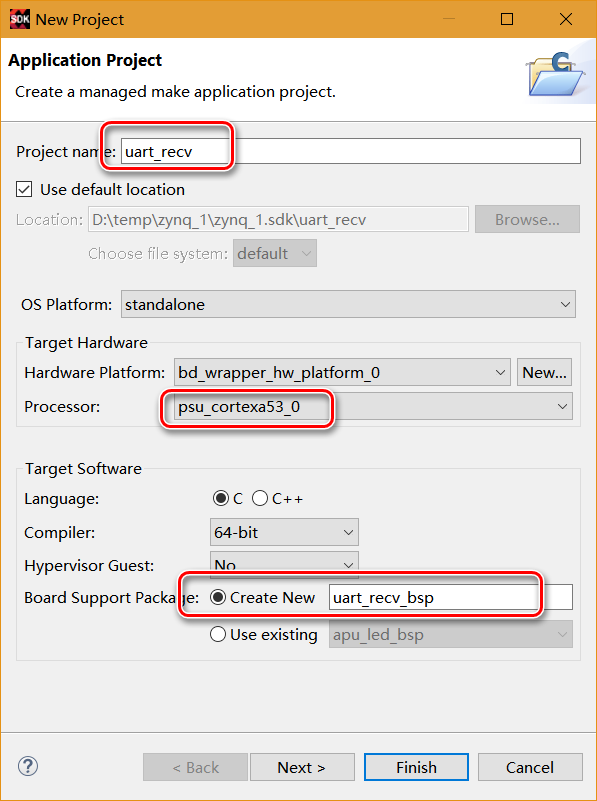 SDK New Project
Application Project
Create a managed make application project.
C
Project name: uart_recv
Use default location
Location: D:\temp\zynq_1\zynq_1.sdk\uart_recv Browse...
Choose file system: default
OS Platform: standalone
Target Hardware
Hardware Platform: bd_wrapper_hw_platform_0 New...
Processor: psu_cortexa53_0
Target Software
Language: C C++
Compiler: 64-bit
Hypervisor Guest: No
Board Support Package: Create New uart_recv_bsp
Use existing apu_led_bsp
? < Back Next > Finish Cancel